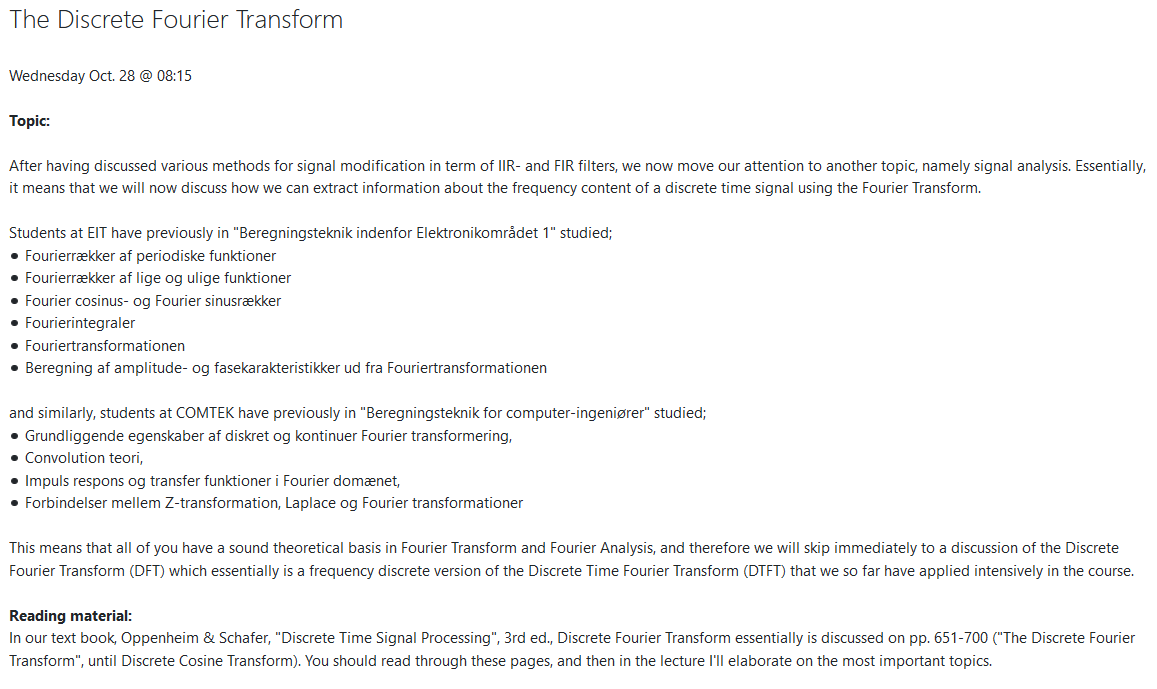 The Discrete Fourier Transform
Wednesday Oct. 28 @ 08:15
Topic:
After having discussed various methods for signal modification in term of IIR- and FIR filters, we now move our attention to another topic, namely signal analysis. Essentially,
it means that we will now discuss how we can extract information about the frequency content of a discrete time signal using the Fourier Transform.
Students at EIT have previously in "Beregningsteknik indenfor Elektronikområdet 1" studied;
● Fourierrækker af periodiske funktioner
● Fourierrækker af lige og ulige funktioner
● Fourier cosinus- og Fourier sinusrækker
● Fourierintegraler
● Fouriertransformationen
● Beregning af amplitude- og fasekarakteristikker ud fra Fouriertransformationen
and similarly, students at COMTEK have previously in "Beregningsteknik for computer-ingeniører" studied;
● Grundliggende egenskaber af diskret og kontinuer Fourier transformering,
● Convolution teori,
● Impuls respons og transfer funktioner i Fourier domænet,
● Forbindelser mellem Z-transformation, Laplace og Fourier transformationer
This means that all of you have a sound theoretical basis in Fourier Transform and Fourier Analysis, and therefore we will skip immediately to a discussion of the Discrete
Fourier Transform (DFT) which essentially is a frequency discrete version of the Discrete Time Fourier Transform (DTFT) that we so far have applied intensively in the course.
Reading material:
In our text book, Oppenheim & Schafer, "Discrete Time Signal Processing", 3rd ed., Discrete Fourier Transform essentially is discussed on pp. 651-700 ("The Discrete Fourier
Transform", until Discrete Cosine Transform). You should read through these pages, and then in the lecture I'll elaborate on the most important topics.